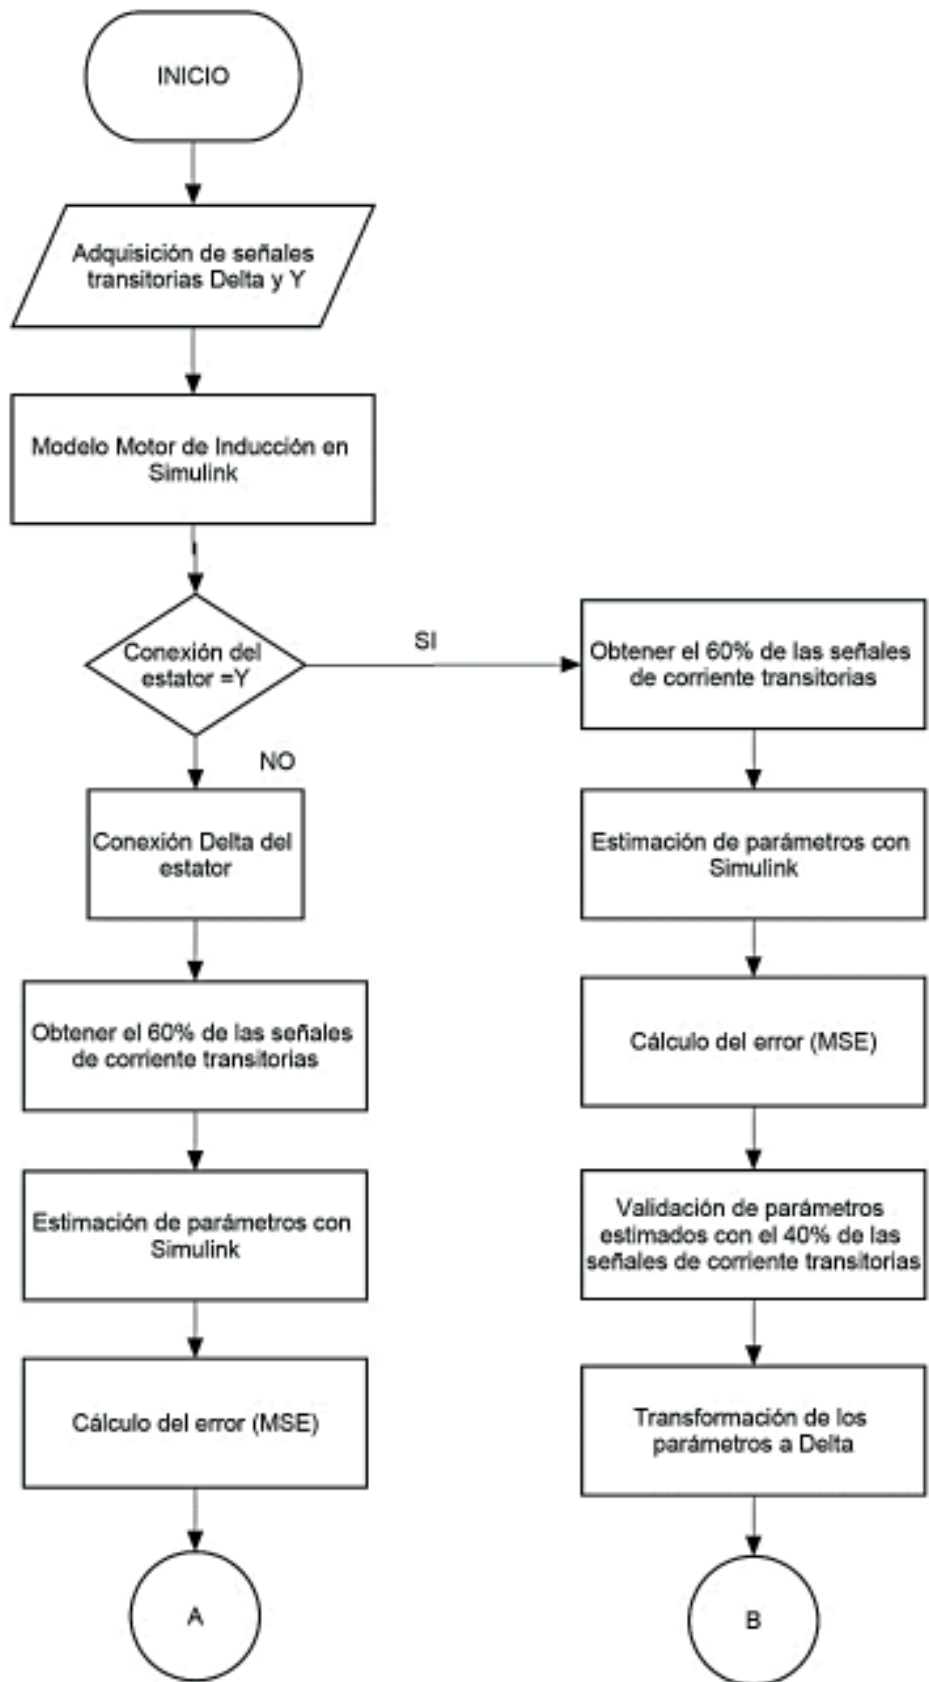 INICIO
Adquisición de señales
transitorias Delta y Y
Modelo Motor de Inducción en
Simulink
Conexión del
estator =Y
SI
NO
Conexión Delta del
estator
Obtener el 60% de las señales
de corriente transitorias
Estimación de parámetros con
Simulink
Cálculo del error (MSE)
A
Obtener el 60% de las señales
de corriente transitorias
Estimación de parámetros con
Simulink
Cálculo del error (MSE)
Validación de parámetros
estimados con el 40% de las
señales de corriente transitorias
Transformación de los
parámetros a Delta
B